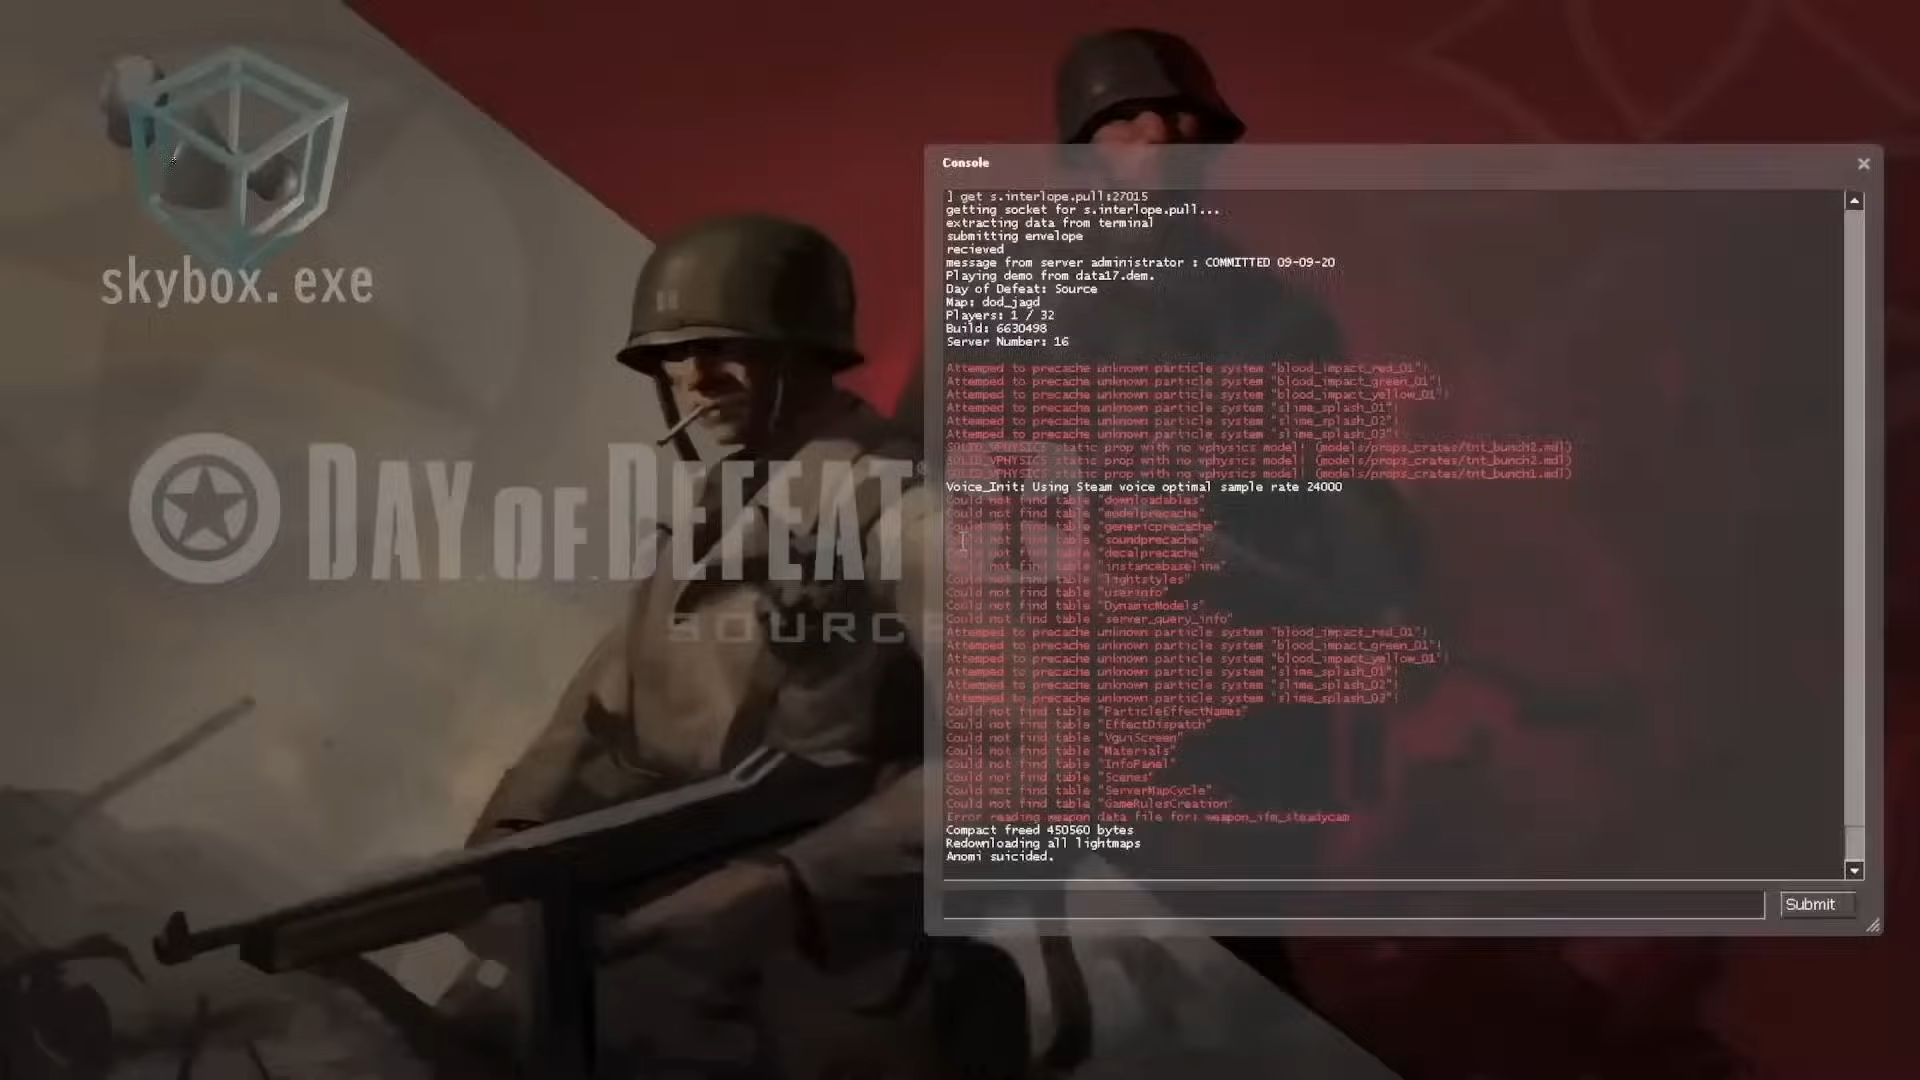 skybox.exe
DAY OF DEFEAT
SOURCE
Console
] get s.interlope.pull:27015
getting socket for s.interlope.pull...
extracting data from terminal
submitting envelope
recieved
message from server administrator : COMMITTED 09-09-20
Playing demo from data17.dem.
Day of Defeat: Source
Map: dod_jagd
Players: 1 / 32
Build: 6630498
Server Number: 16
Attemped to precache unknown particle system "blood_impact_red_01"!
Attemped to precache unknown particle system "blood_impact_green_01"!
Attemped to precache unknown particle system "blood_impact_yellow_01"!
Attemped to precache unknown particle system "slime_splash_01"!
Attemped to precache unknown particle system "slime_splash_02"!
Attemped to precache unknown particle system "slime_splash_03"!
SOLID_VPHYSICS static prop with no vphysics model! (models/props_crates/tnt_bunch2.mdl)
SOLID_VPHYSICS static prop with no vphysics model! (models/props_crates/tnt_bunch2.mdl)
SOLID_VPHYSICS static prop with no vphysics model! (models/props_crates/tnt_bunch1.mdl)
Voice_Init: Using Steam voice optimal sample rate 24000
Could not find table "downloadables"
Could not find table "modelprecache"
Could not find table "genericprecache"
Could not find table "soundprecache"
Could not find table "decalprecache"
Could not find table "instancebaseline"
Could not find table "lightstyles"
Could not find table "userinfo"
Could not find table "DynamicModels"
Could not find table "server_query_info"
Attemped to precache unknown particle system "blood_impact_red_01"!
Attemped to precache unknown particle system "blood_impact_green_01"!
Attemped to precache unknown particle system "blood_impact_yellow_01"!
Attemped to precache unknown particle system "slime_splash_01"!
Attemped to precache unknown particle system "slime_splash_02"!
Attemped to precache unknown particle system "slime_splash_03"!
Could not find table "ParticleEffectNames"
Could not find table "EffectDispatch"
Could not find table "VguiScreen"
Could not find table "Materials"
Could not find table "InfoPanel"
Could not find table "Scenes"
Could not find table "ServerMapCycle"
Could not find table "GameRulesCreation"
Error reading weapon data file for: weapon_ifm_steadycam
Compact freed 450560 bytes
Redownloading all lightmaps
Anomi suicided.
Submit